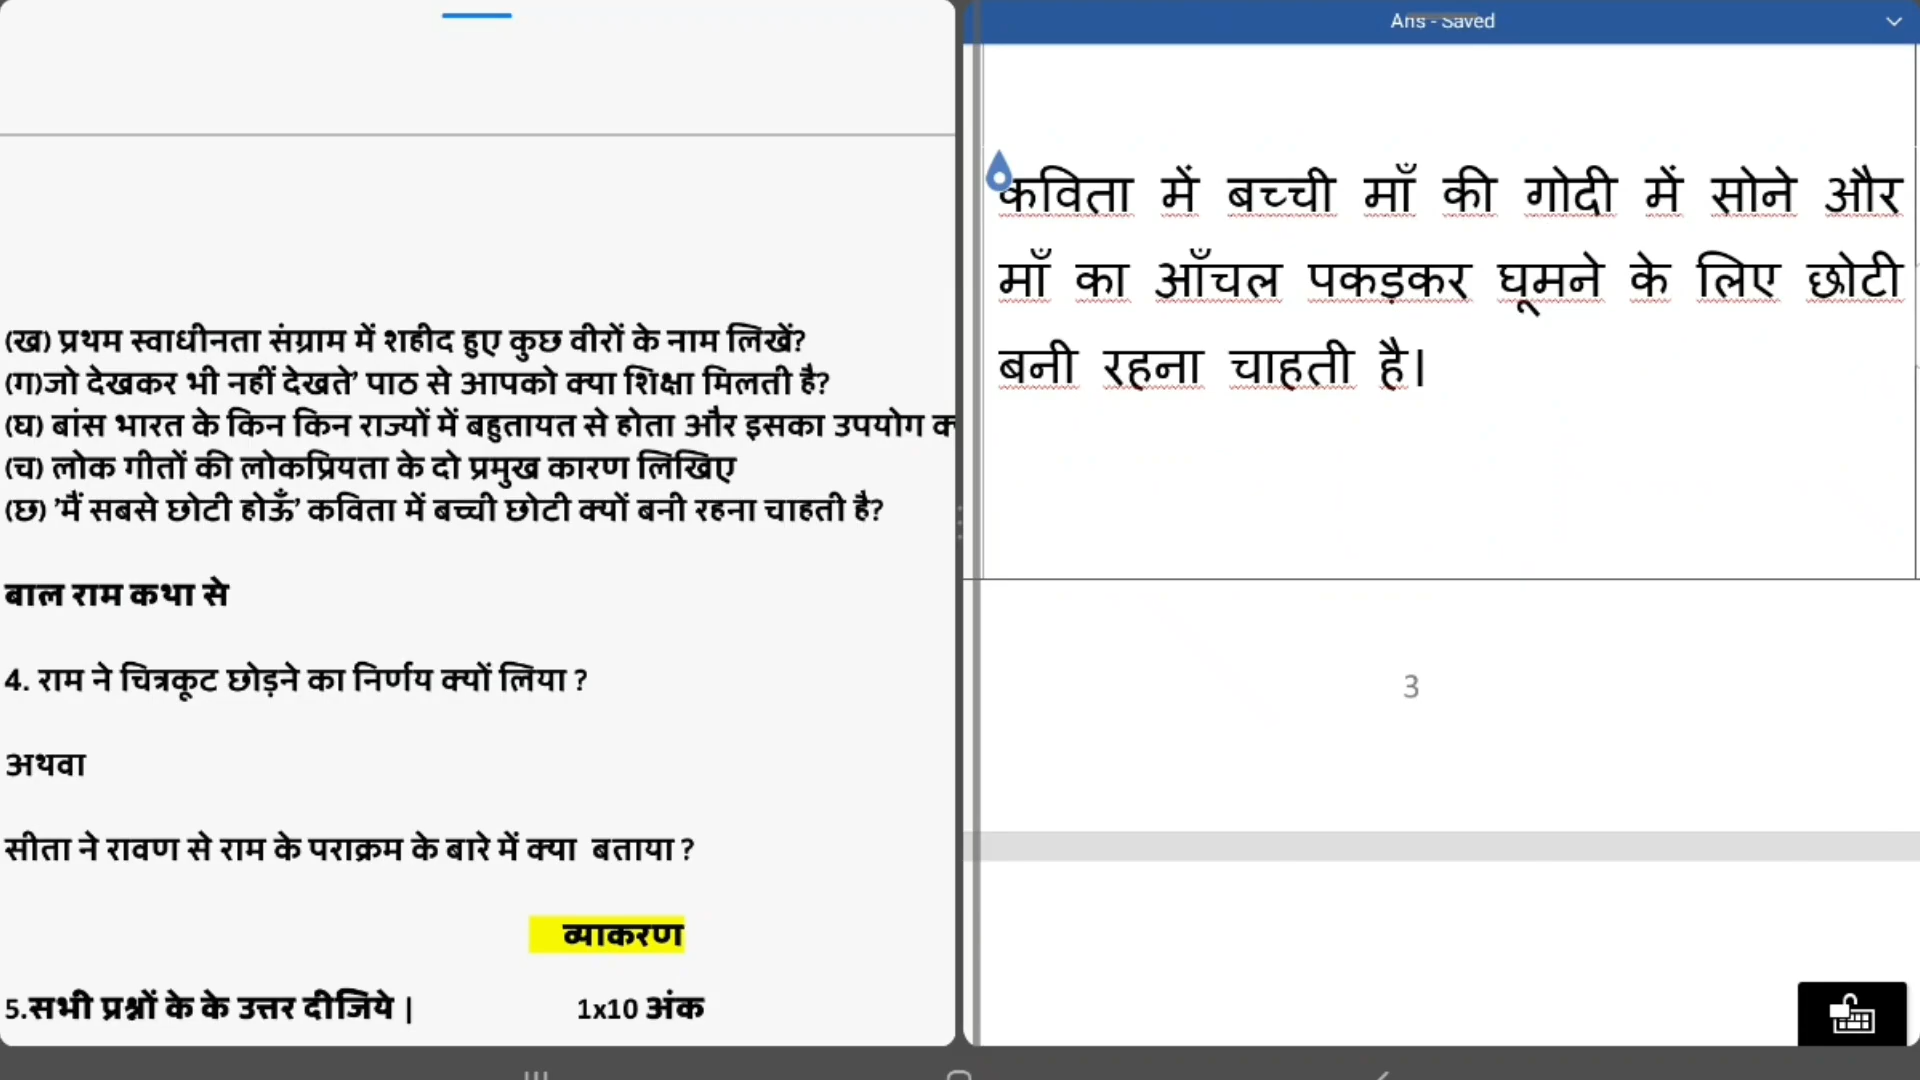 (ख) प्रथम स्वाधीनता संग्राम में शहीद हुए कुछ वीरों के नाम लिखें?
(ग)जो देखकर भी नहीं देखते’ पाठ से आपको क्या शिक्षा मिलती है?
(घ) बांस भारत के किन किन राज्यों में बहुतायत से होता और इसका उपयोग
(च) लोक गीतों की लोकप्रियता के दो प्रमुख कारण लिखिए
(छ) ’मैं सबसे छोटी होऊँ’ कविता में बच्ची छोटी क्यों बनी रहना चाहती है?
बाल राम कथा से
4. राम ने चित्रकूट छोड़ने का निर्णय क्यों लिया ?
अथवा
सीता ने रावण से राम के पराक्रम के बारे में क्या बताया ?
व्याकरण
5.सभी प्रश्नों के के उत्तर दीजिये | 1x10 अंक
Ans - Saved
कविता में बच्ची माँ की गोदी में सोने और
माँ का आँचल पकड़कर घूमने के लिए छोटी
बनी रहना चाहती है।
3